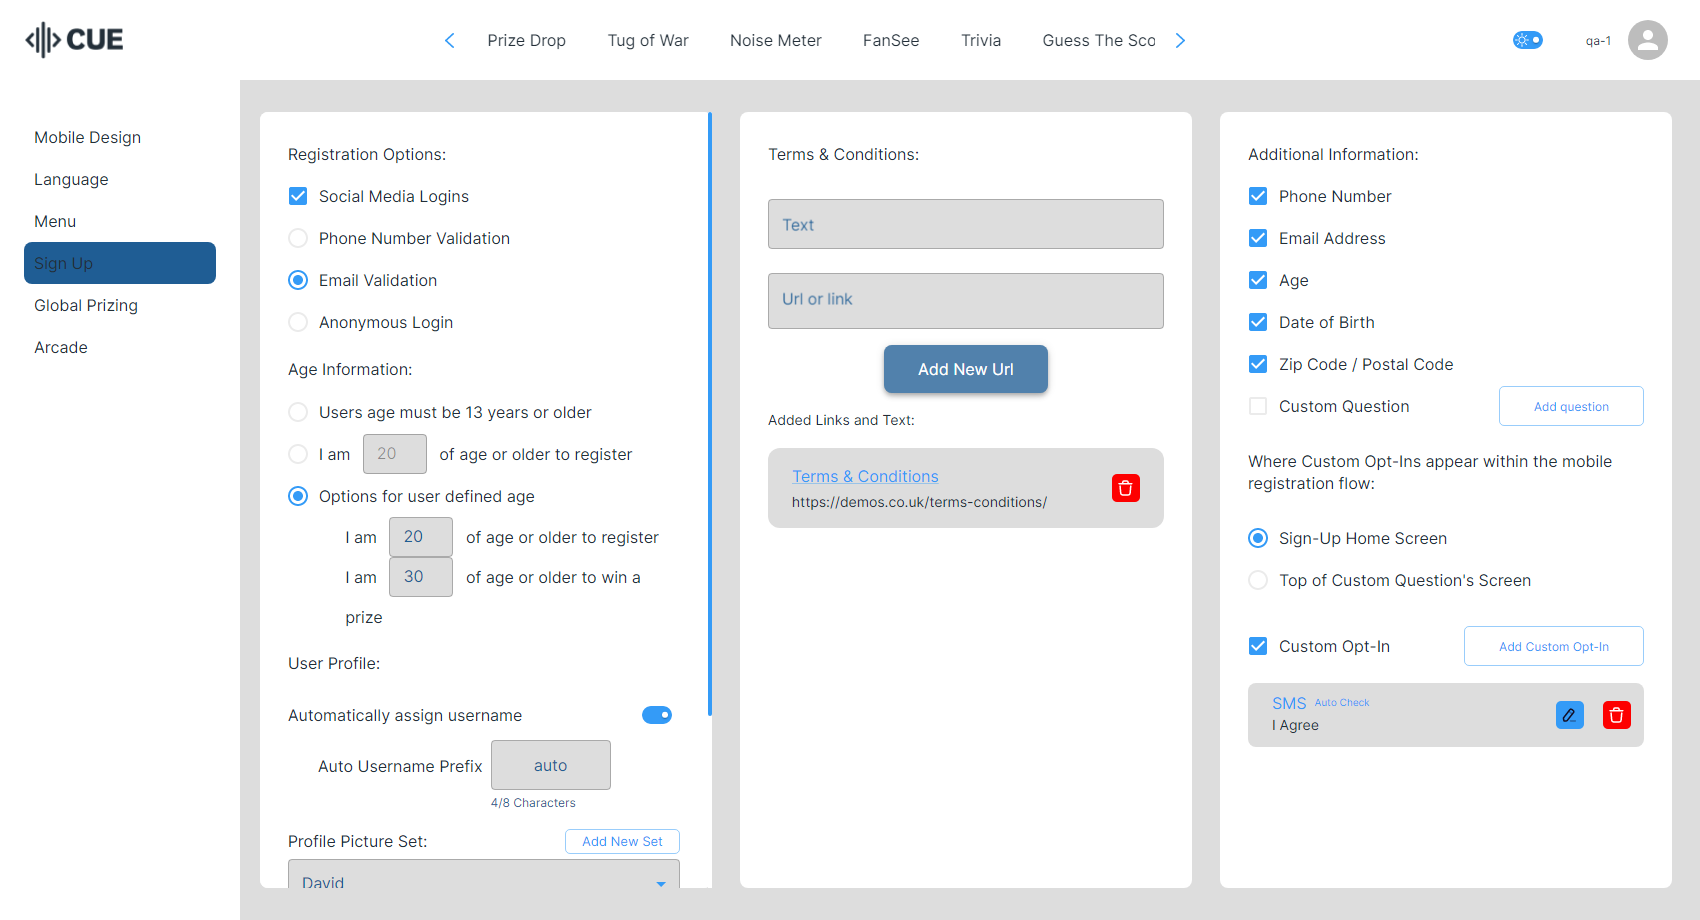 CUE
Prize Drop
Tug of War
Noise Meter
FanSee
Trivia
Guess The Sco
qa-1
Mobile Design
Language
Menu
Sign Up
Global Prizing
Arcade
Registration Options:
Social Media Logins
Phone Number Validation
Email Validation
Anonymous Login
Age Information:
Users age must be 13 years or older
I am 20 of age or older to register
Options for user defined age
I am 20 of age or older to register
I am 30 of age or older to win a
prize
User Profile:
Automatically assign username
Auto Username Prefix auto
4/8 Characters
Profile Picture Set: Add New Set
David
Terms & Conditions:
Text
Url or link
Add New Url
Added Links and Text:
Terms & Conditions
https://demos.co.uk/terms-conditions/
Additional Information:
Phone Number
Email Address
Age
Date of Birth
Zip Code / Postal Code
Custom Question Add question
Where Custom Opt-Ins appear within the mobile
registration flow:
Sign-Up Home Screen
Top of Custom Question's Screen
Custom Opt-In Add Custom Opt-In
SMS Auto Check
I Agree